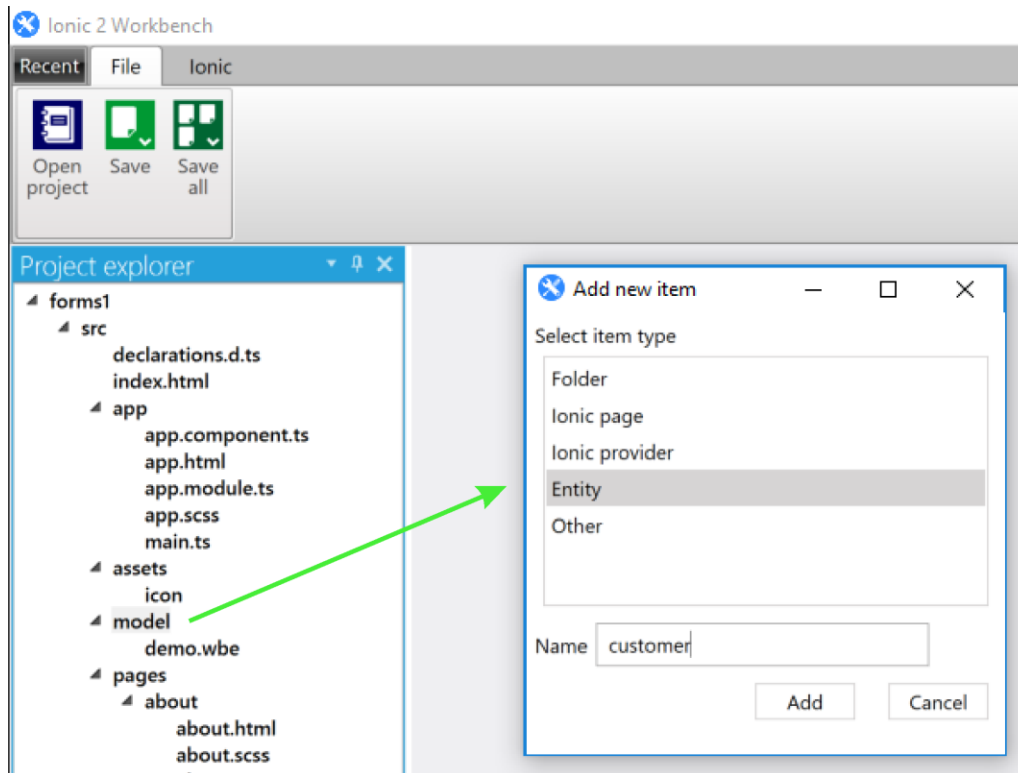 Ionic 2 Workbench
Recent File Ionic
Open project
Save
Save all
Project explorer
forms1
src
declarations.d.ts
index.html
app
app.component.ts
app.html
app.module.ts
app.scss
main.ts
assets
icon
model
demo.wbe
pages
about
about.html
about.scss
Add new item
Select item type
Folder
Ionic page
Ionic provider
Entity
Other
Name customer
Add Cancel